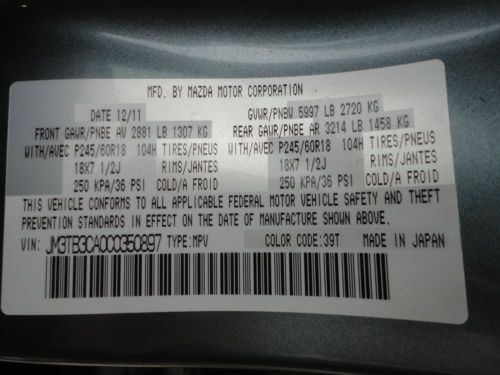 MFD. BY MAZDA MOTOR CORPORATION
DATE 12/11 GVWR/PNBV 5997 LB 2720 KG
FRONT GAWR/PNBE AV 2881 LB 1307 KG REAR GAWR/PNBE AR 3214 LB 1458 KG
WITH/AVEC P245/60R18 104H TIRES/PNEUS WITH/AVEC P245/60R18 104H TIRES/PNEUS
18X7 1/2J RIMS/JANTES 18X7 1/2J RIMS/JANTES
250 KPA/36 PSI COLD/A FROID 250 KPA/36 PSI COLD/A FROID
THIS VEHICLE CONFORMS TO ALL APPLICABLE FEDERAL MOTOR VEHICLE SAFETY AND THEFT
PREVENTION STANDARDS IN EFFECT ON THE DATE OF MANUFACTURE SHOWN ABOVE.
VIN: JM3TB3CA0C0350897 TYPE:MPV COLOR CODE:39T MADE IN JAPAN